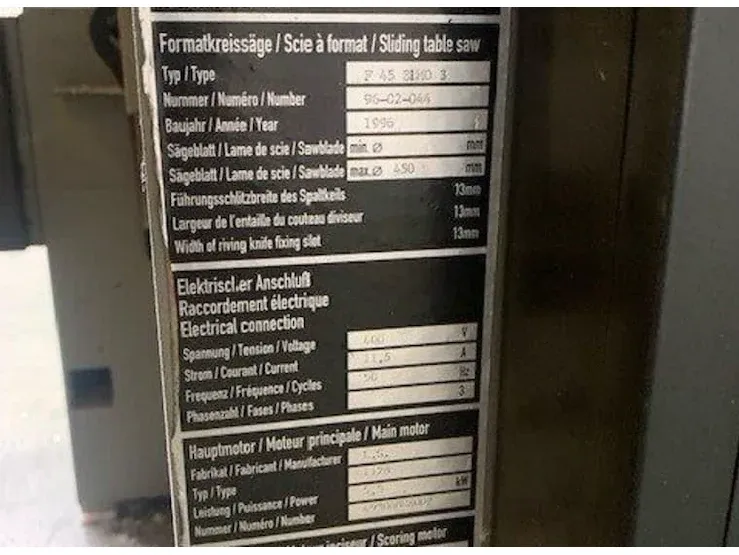 Formatkreissäge / Scie à format / Sliding table saw
Typ / Type F 45 ELMO 3
Nummer / Numéro / Number 96-02-044
Baujahr / Année / Year 1996
Sägeblatt / Lame de scie / Sawblade min. Ø mm
Sägeblatt / Lame de scie / Sawblade max. Ø 450 mm
Führungsschlitzbreite des Spaltkeils 13mm
Largeur de l'entaille du couteau diviseur 13mm
Width of riving knife fixing slot 13mm
Elektrischer Anschluß
Raccordement électrique
Electrical connection
Spannung / Tension / Voltage 400 V
Strom / Courant / Current 11,5 A
Frequenz / Fréquence / Cycles 50 Hz
Phasenzahl / Fases / Phases 3
Hauptmotor / Moteur principale / Main motor
Fabrikat / Fabricant / Manufacturer
Typ / Type
Leistung / Puissance / Power 5,5 kW
Nummer / Numéro / Number
Moteur inciseur / Scoring motor